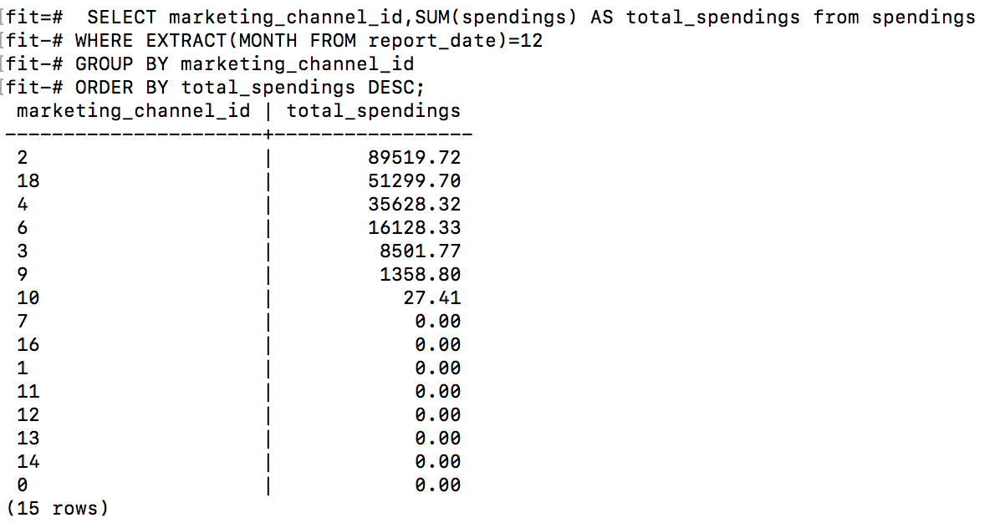 [fit=#  SELECT marketing_channel_id,SUM(spendings) AS total_spendings from spendings
[fit-# WHERE EXTRACT(MONTH FROM report_date)=12
[fit-# GROUP BY marketing_channel_id
[fit-# ORDER BY total_spendings DESC;
 marketing_channel_id | total_spendings
----------------------+-----------------
 2                    |        89519.72
 18                   |        51299.70
 4                    |        35628.32
 6                    |        16128.33
 3                    |         8501.77
 9                    |         1358.80
 10                   |           27.41
 7                    |            0.00
 16                   |            0.00
 1                    |            0.00
 11                   |            0.00
 12                   |            0.00
 13                   |            0.00
 14                   |            0.00
 0                    |            0.00
(15 rows)